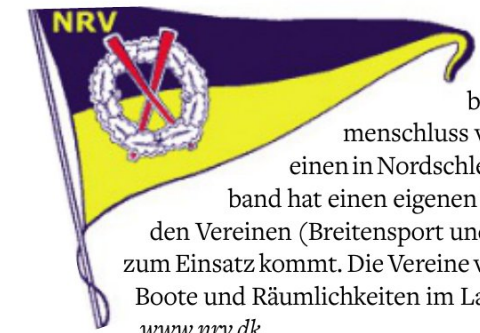 NRV
b
menschluss v
einen in Nordschle
band hat einen eigenen
den Vereinen (Breitensport und
zum Einsatz kommt. Die Vereine v
Boote und Räumlichkeiten im La
www.nrv.dk